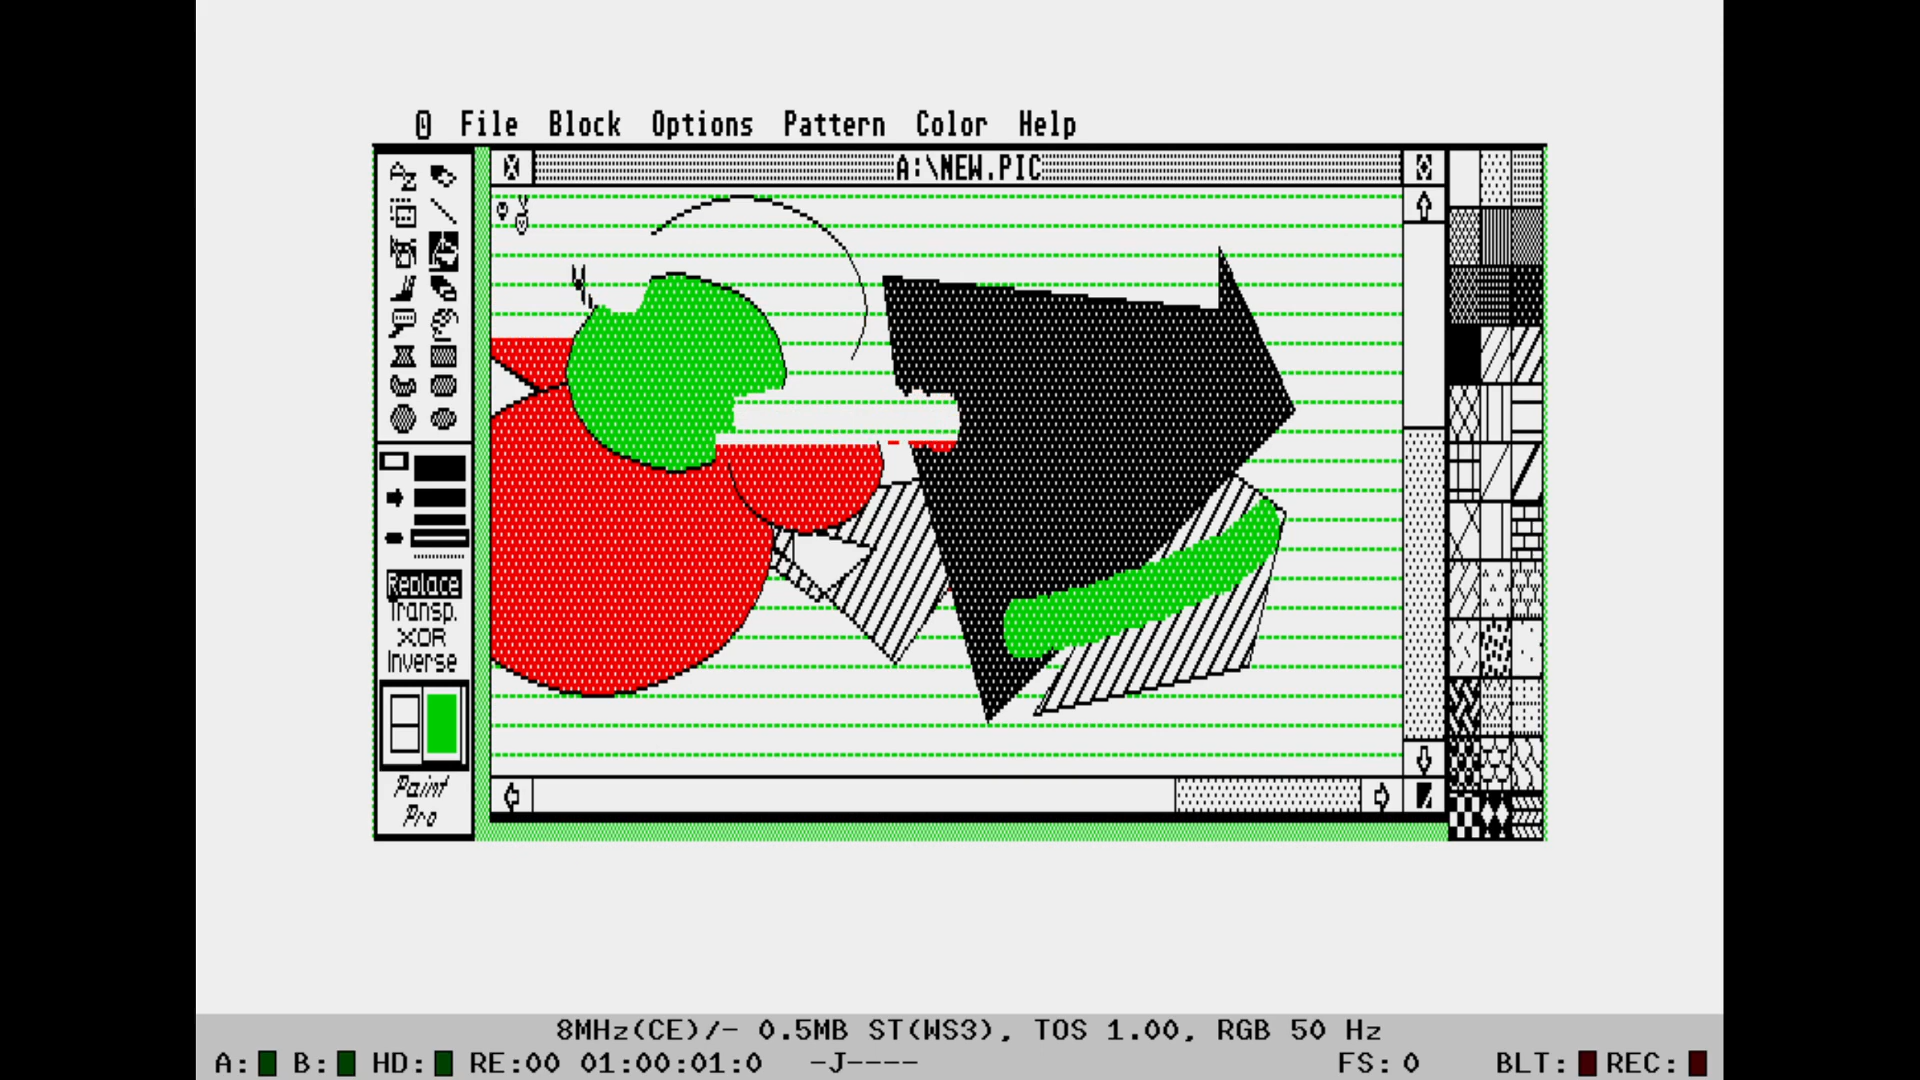 File Block Options Pattern Color Help
A:\NEW.PIC
Replace
Transp.
XOR
Inverse
Paint
Pro
8MHz(CE)/- 0.5MB ST(WS3), TOS 1.00, RGB 50 Hz
A: B: HD: RE:00 01:00:01:0 -J---- FS: 0 BLT: REC: